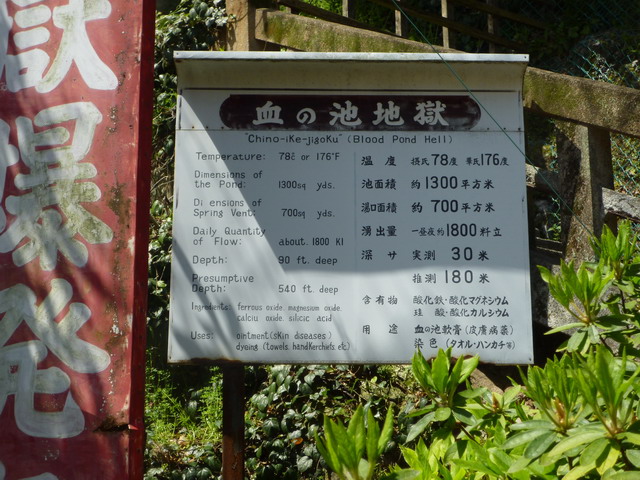 獄
爆
発
血の池地獄
"Chino-iKe-jigoKu" (Blood Pond Hell)
Temperature: 78℃ or 176°F
Dimensions of
the Pond: 1300sq yds.
Di ensions of
Spring Vent: 700sq yds.
Daily Quantity
of Flow: about. 1800 Kl
Depth: 90 ft. deep
Presumptive
Depth: 540 ft. deep
Ingredients: ferrous oxide. magnesium oxide.
calciu oxide. silicic acid
Uses: ointment(sKin diseases)
dyeing (towels. handKerchiefs. etc.)
温度 摂氏78度 華氏176度
池面積 約1300平方米
湯口面積 約700平方米
湧出量 一昼夜約1800粁立
深サ 実測 30米
推測 180米
含有物 酸化鉄・酸化マグネシウム
珪酸・酸化カルシウム
用途 血の池軟膏(皮膚病薬)
染色(タオル・ハンカチ等)